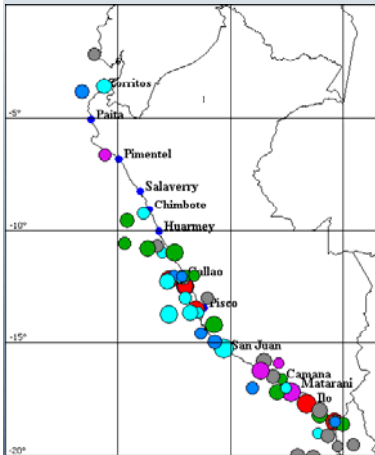 Zorritos
-5°
Paita
Pimentel
Salaverry
Chimbote
-10°
Huarmey
Callao
Pisco
-15°
San Juan
Camana
Matarani
Ilo
-20°